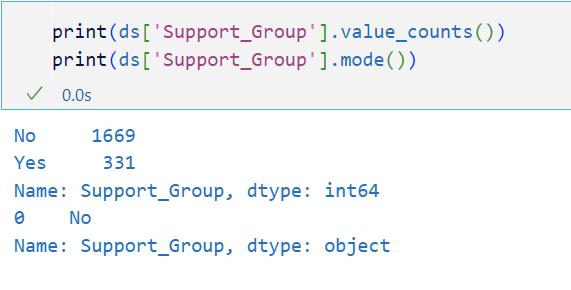 print(ds['Support_Group'].value_counts())
print(ds['Support_Group'].mode())
0.0s
No     1669
Yes     331
Name: Support_Group, dtype: int64
0    No
Name: Support_Group, dtype: object